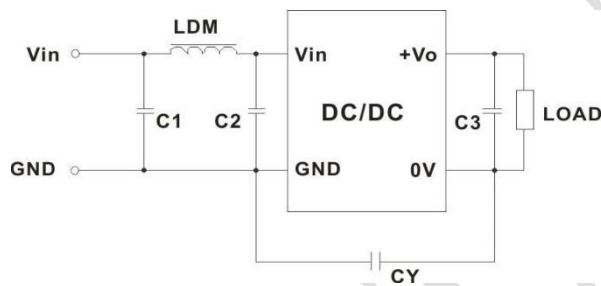 LDM
Vin
Vin
+Vo
C1
C2
DC/DC
C3
LOAD
GND
GND
0V
CY